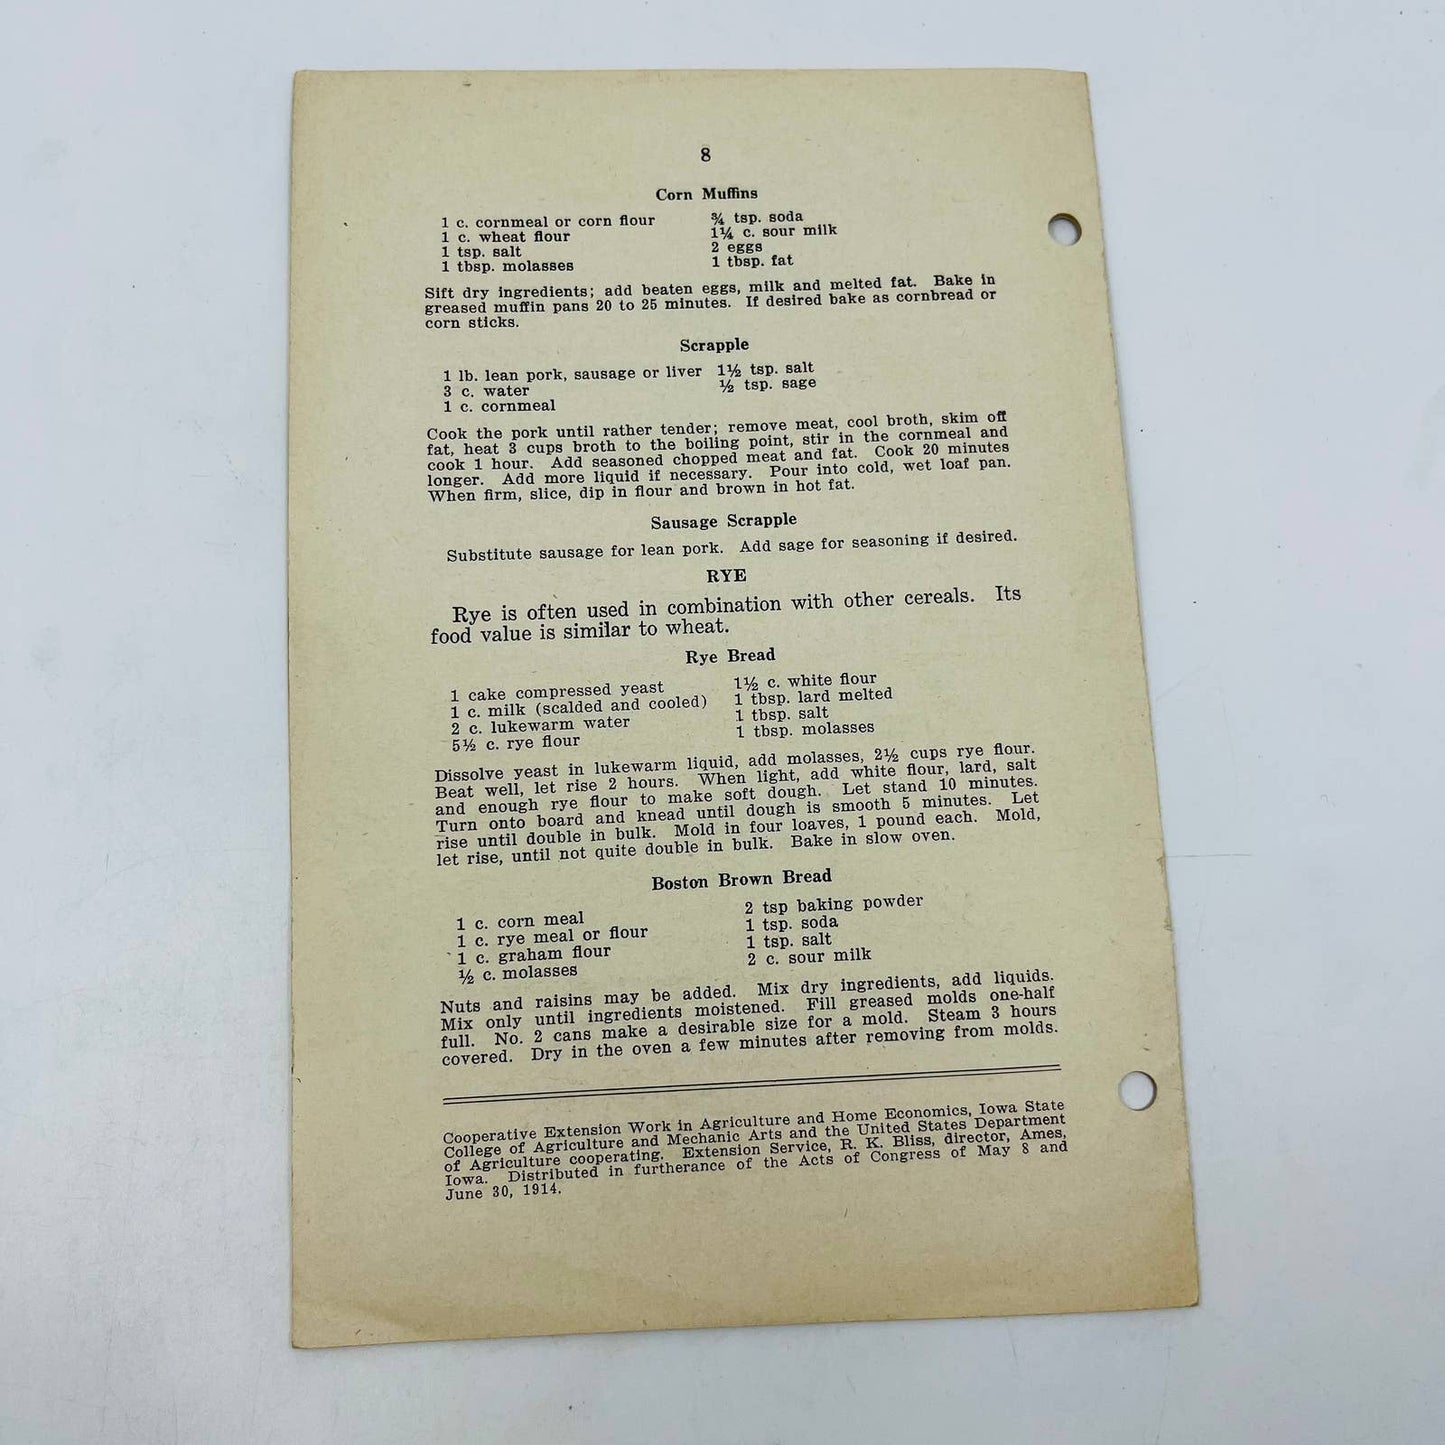 8
Corn Muffins
1 c. cornmeal or corn flour
1 c. wheat flour
1 tsp. salt
1 tbsp. molasses
¾ tsp. soda
1¼ c. sour milk
2 eggs
1 tbsp. fat
Sift dry ingredients; add beaten eggs, milk and melted fat. Bake in
greased muffin pans 20 to 25 minutes. If desired bake as cornbread or
corn sticks.
Scrapple
1 lb. lean pork, sausage or liver
3 c. water
1 c. cornmeal
1½ tsp. salt
½ tsp. sage
Cook the pork until rather tender; remove meat, cool broth, skim off
fat, heat 3 cups broth to the boiling point, stir in the cornmeal and
cook 1 hour. Add seasoned chopped meat and fat. Cook 20 minutes
longer. Add more liquid if necessary. Pour into cold, wet loaf pan.
When firm, slice, dip in flour and brown in hot fat.
Sausage Scrapple
Substitute sausage for lean pork. Add sage for seasoning if desired.
RYE
Rye is often used in combination with other cereals. Its
food value is similar to wheat.
Rye Bread
1 cake compressed yeast
1 c. milk (scalded and cooled)
2 c. lukewarm water
5½ c. rye flour
1½ c. white flour
1 tbsp. lard melted
1 tbsp. salt
1 tbsp. molasses
Dissolve yeast in lukewarm liquid, add molasses, 2½ cups rye flour.
Beat well, let rise 2 hours. When light, add white flour, lard, salt
and enough rye flour to make soft dough. Let stand 10 minutes.
Turn onto board and knead until dough is smooth 5 minutes. Let
rise until double in bulk. Mold in four loaves, 1 pound each. Mold,
let rise, until not quite double in bulk. Bake in slow oven.
Boston Brown Bread
1 c. corn meal
1 c. rye meal or flour
1 c. graham flour
½ c. molasses
2 tsp baking powder
1 tsp. soda
1 tsp. salt
2 c. sour milk
Nuts and raisins may be added. Mix dry ingredients, add liquids.
Mix only until ingredients moistened. Fill greased molds one-half
full. No. 2 cans make a desirable size for a mold. Steam 3 hours
covered. Dry in the oven a few minutes after removing from molds.
Cooperative Extension Work in Agriculture and Home Economics, Iowa State
College of Agriculture and Mechanic Arts and the United States Department
of Agriculture cooperating. Extension Service, R. K. Bliss, director, Ames,
Iowa. Distributed in furtherance of the Acts of Congress of May 8 and
June 30, 1914.